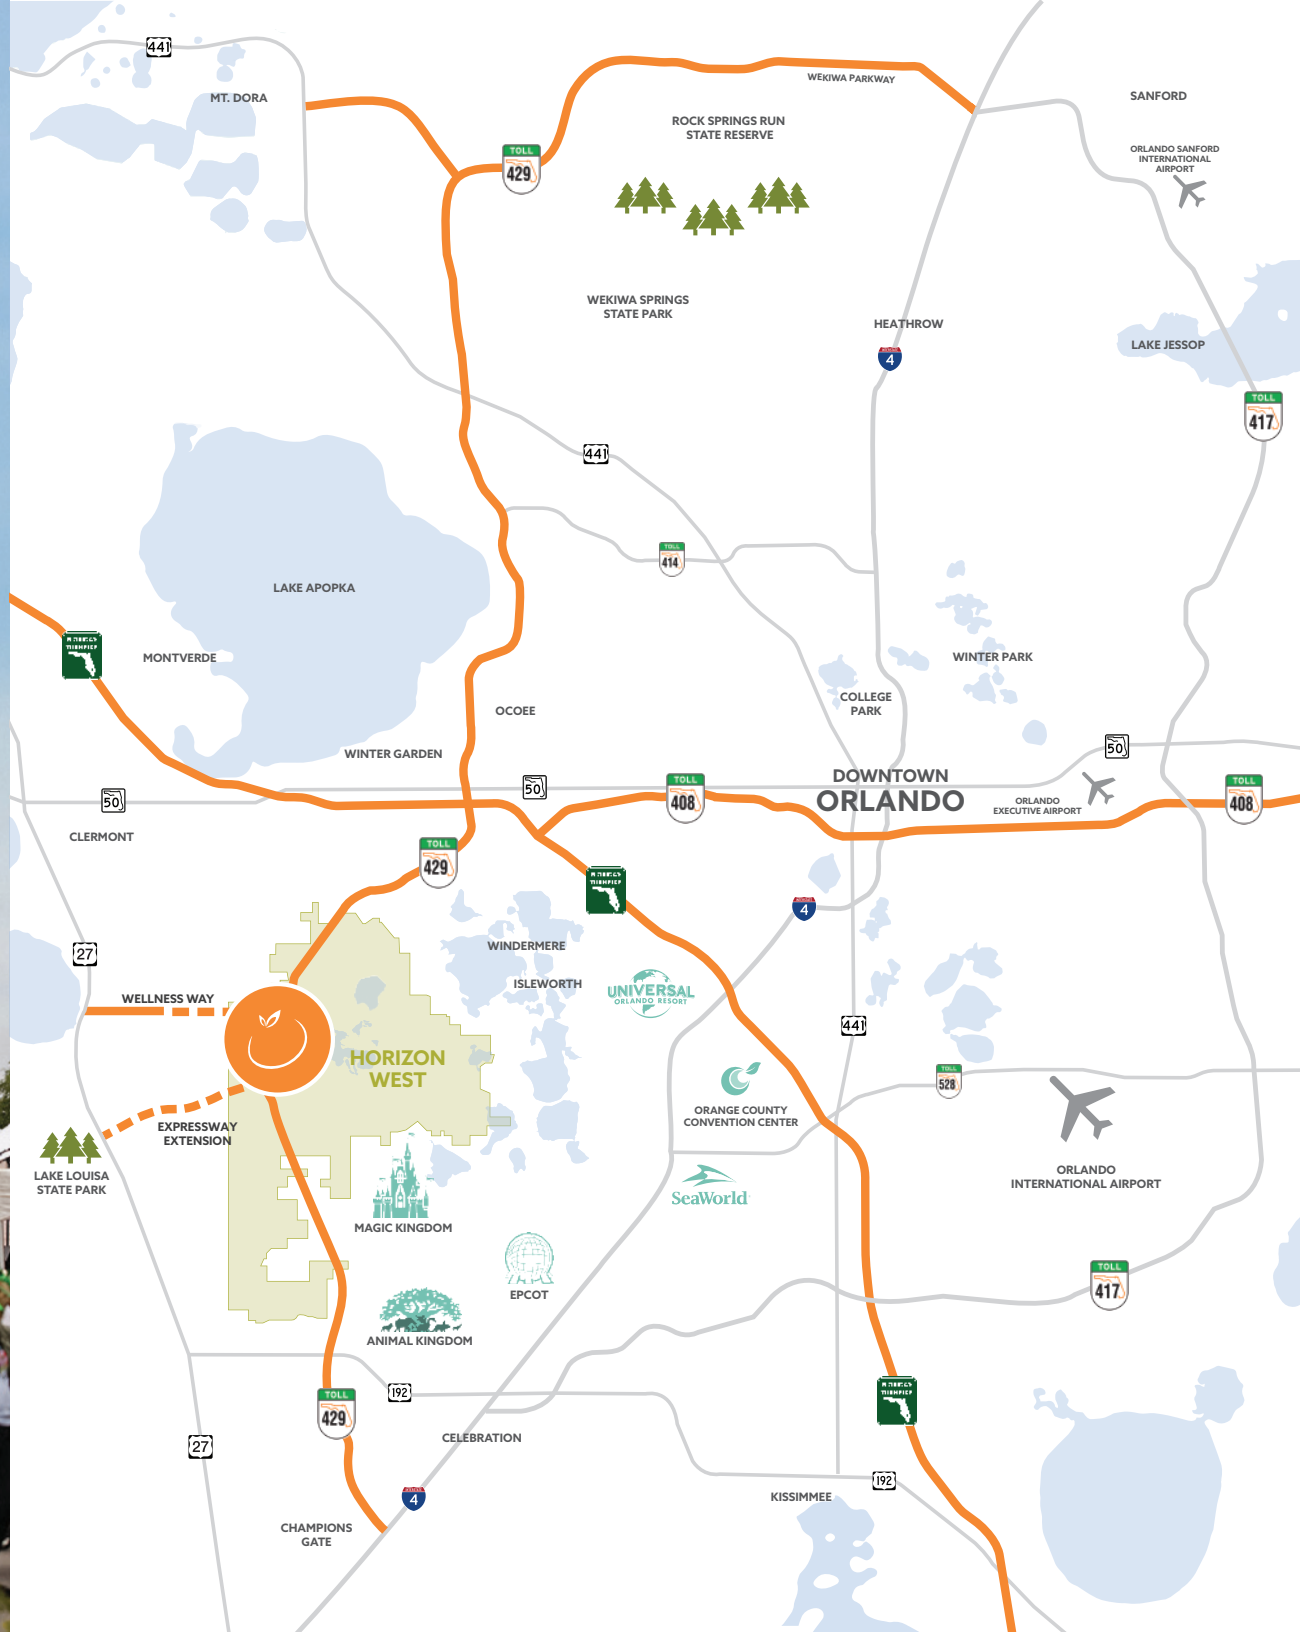 441
MT. DORA
WEKIWA PARKWAY
SANFORD
ROCK SPRINGS RUN
STATE RESERVE
ORLANDO SANFORD
INTERNATIONAL
AIRPORT
TOLL
429
WEKIWA SPRINGS
STATE PARK
HEATHROW
4
LAKE JESSOP
TOLL
417
441
TOLL
414
LAKE APOPKA
MONTVERDE
WINTER PARK
COLLEGE
PARK
OCOEE
WINTER GARDEN
50
50
50
DOWNTOWN
ORLANDO
TOLL
408
ORLANDO
EXECUTIVE AIRPORT
TOLL
408
CLERMONT
TOLL
429
4
27
WINDERMERE
ISLEWORTH
UNIVERSAL
ORLANDO RESORT
WELLNESS WAY
441
HORIZON
WEST
TOLL
528
ORANGE COUNTY
CONVENTION CENTER
EXPRESSWAY
EXTENSION
LAKE LOUISA
STATE PARK
SeaWorld
ORLANDO
INTERNATIONAL AIRPORT
MAGIC KINGDOM
EPCOT
TOLL
417
ANIMAL KINGDOM
192
TOLL
429
CELEBRATION
27
192
KISSIMMEE
4
CHAMPIONS
GATE